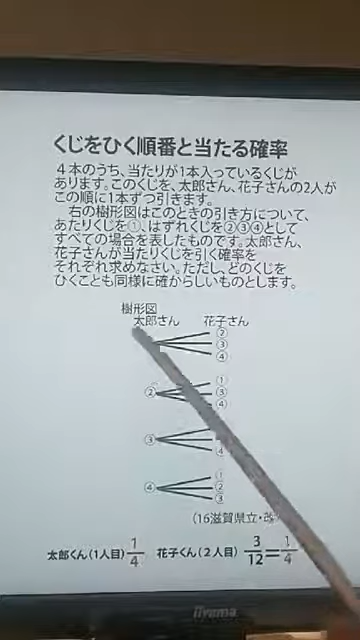 くじをひく順番と当たる確率
４本のうち、当たりが1本入っているくじが
あります。このくじを、太郎さん、花子さんの2人が
この順に1本ずつ引きます。
右の樹形図はこのときの引き方について、
あたりくじを①、はずれくじを②③④として
すべての場合を表したものです。太郎さん、
花子さんが当たりくじを引く確率を
それぞれ求めなさい。ただし、どのくじを
ひくことも同様に確からしいものとします。
樹形図
太郎さん 花子さん
②
③
④
②
①
③
④
③
④
④
①
②
③
(16滋賀県立・改
太郎くん(1人目) 1/4 花子くん(2人目) 3/12=1/4
iiyama